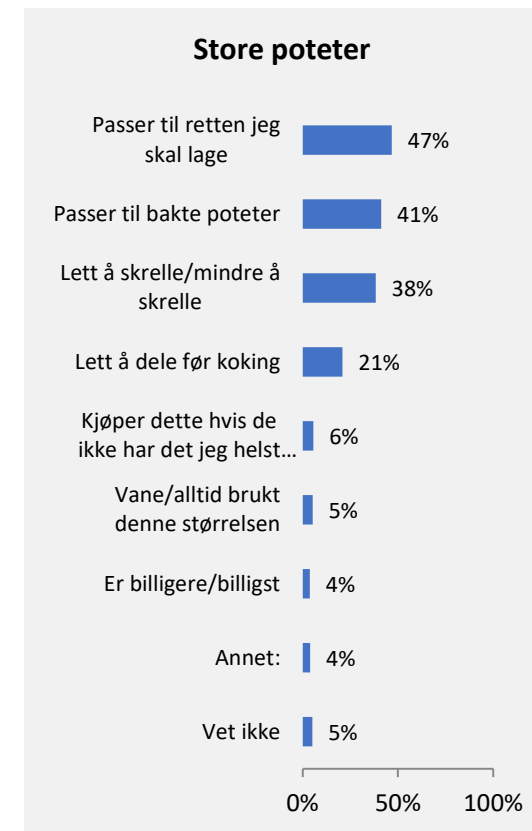 Store poteter
Passer til retten jeg
skal lage
47%
Passer til bakte poteter
41%
Lett å skrelle/mindre å
skrelle
38%
Lett å dele før koking
21%
Kjøper dette hvis de
ikke har det jeg helst...
6%
Vane/alltid brukt
denne størrelsen
5%
Er billigere/billigst
4%
Annet:
4%
Vet ikke
5%
0% 50% 100%